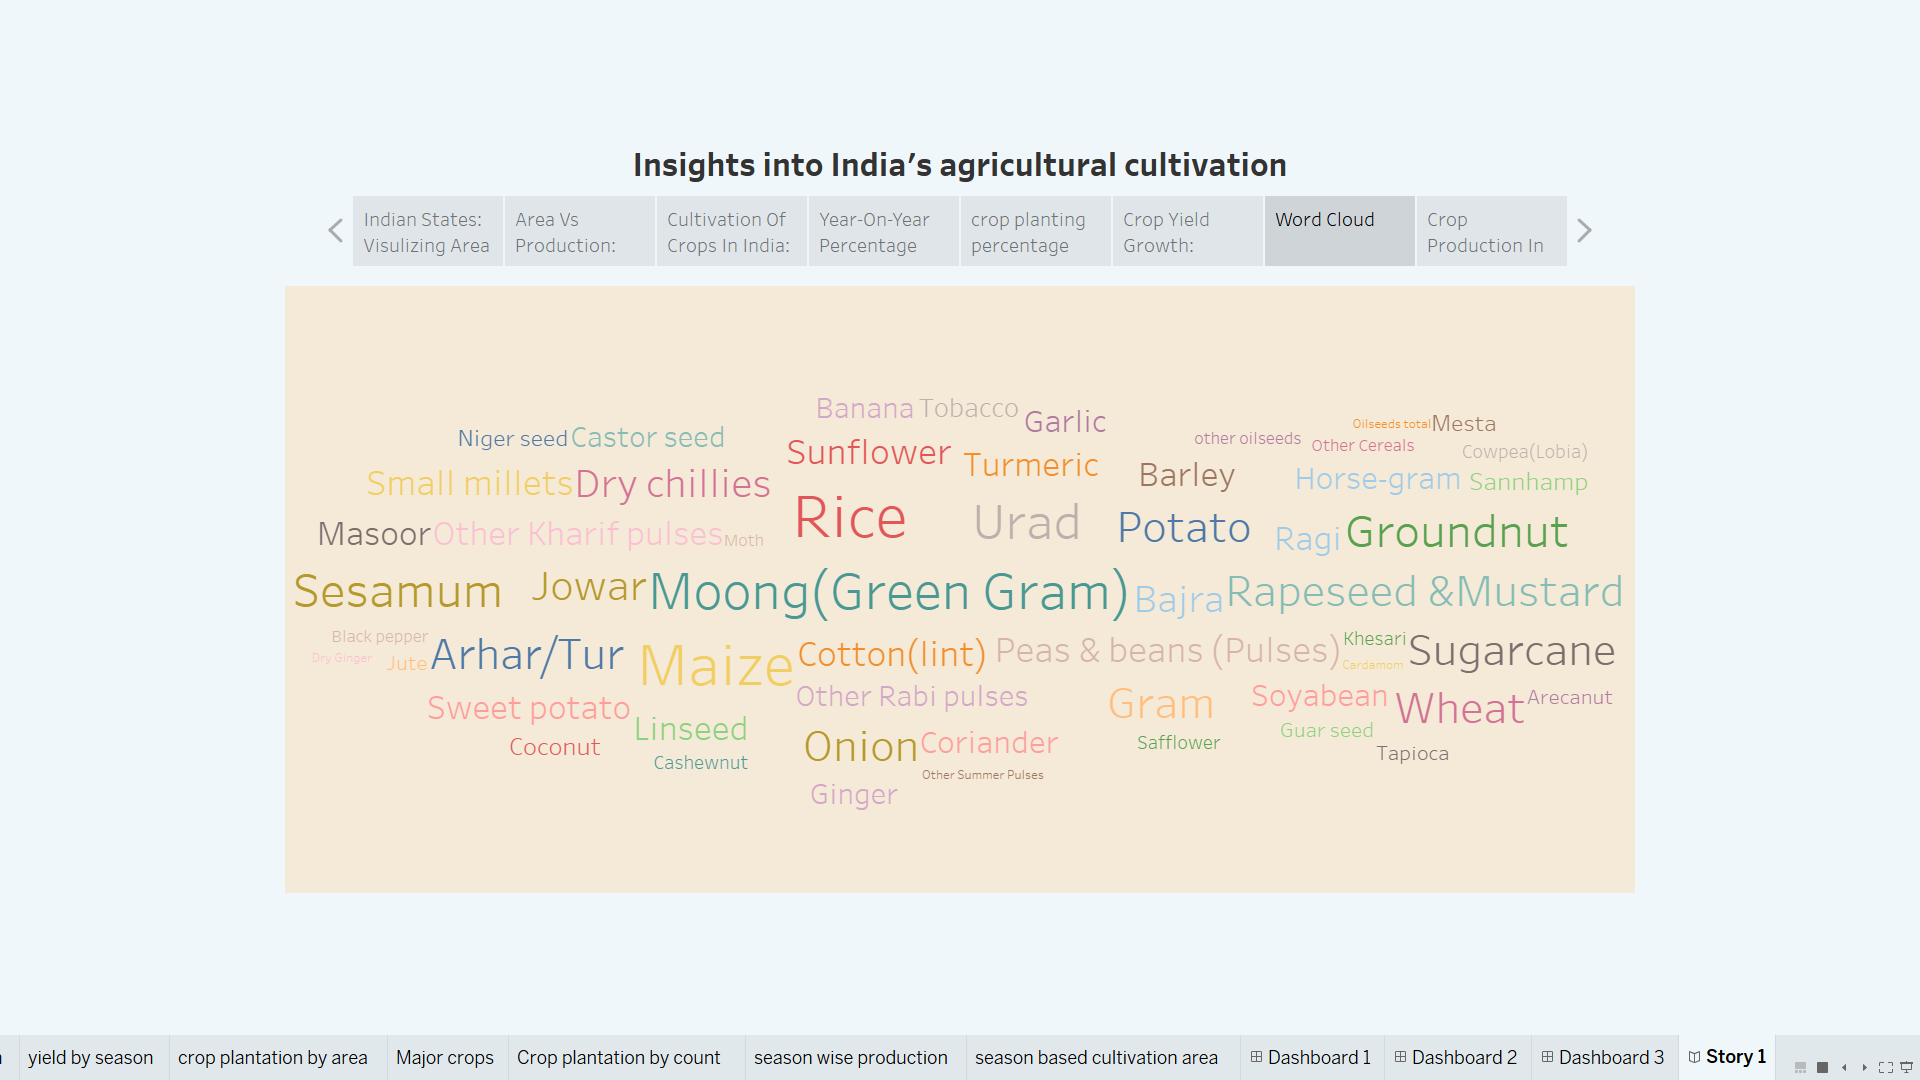 Insights into India’s agricultural cultivation
Indian States:
Visulizing Area
Area Vs
Production:
Cultivation Of
Crops In India:
Year-On-Year
Percentage
crop planting
percentage
Crop Yield
Growth:
Word Cloud
Crop
Production In
Banana Tobacco Garlic
Oilseeds total Mesta
Niger seed Castor seed
Sunflower Turmeric
other oilseeds Other Cereals Cowpea(Lobia)
Small millets Dry chillies
Barley Horse-gram Sannhamp
Masoor Other Kharif pulses Moth
Rice Urad Potato Ragi Groundnut
Sesamum Jowar Moong(Green Gram) Bajra Rapeseed &Mustard
Black pepper
Dry Ginger Jute Arhar/Tur Maize Cotton(lint) Peas & beans (Pulses) Khesari Cardamom Sugarcane
Sweet potato Linseed Other Rabi pulses Gram Soyabean Wheat Arecanut
Coconut Cashewnut Onion Coriander Safflower Guar seed Tapioca
Other Summer Pulses
Ginger
yield by season crop plantation by area Major crops Crop plantation by count season wise production season based cultivation area Dashboard 1 Dashboard 2 Dashboard 3 Story 1